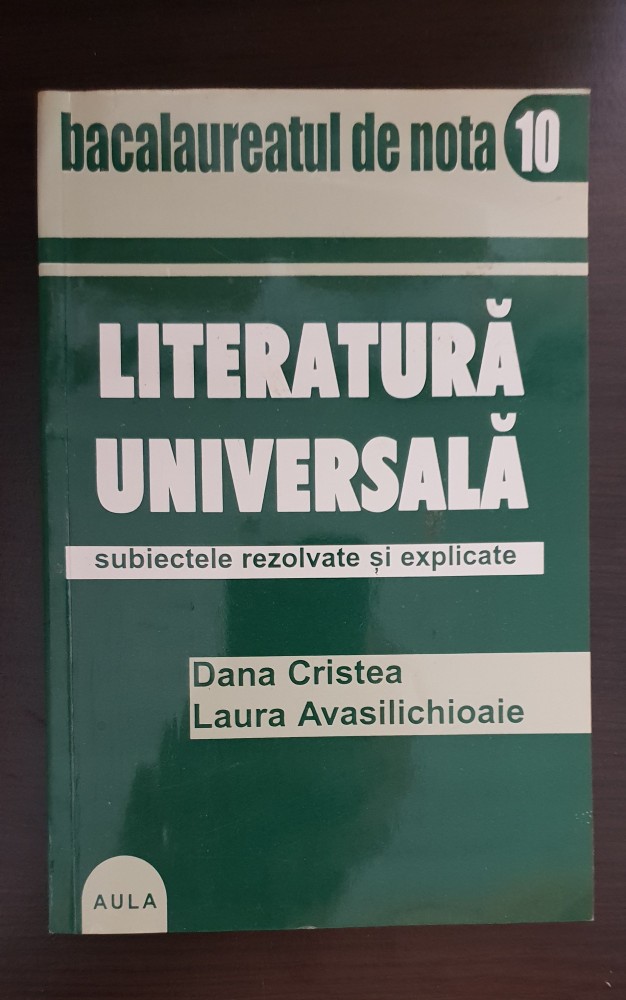 bacalaureatul de nota 10
LITERATURĂ
UNIVERSALĂ
subiectele rezolvate și explicate
Dana Cristea
Laura Avasilichioaie
AULA